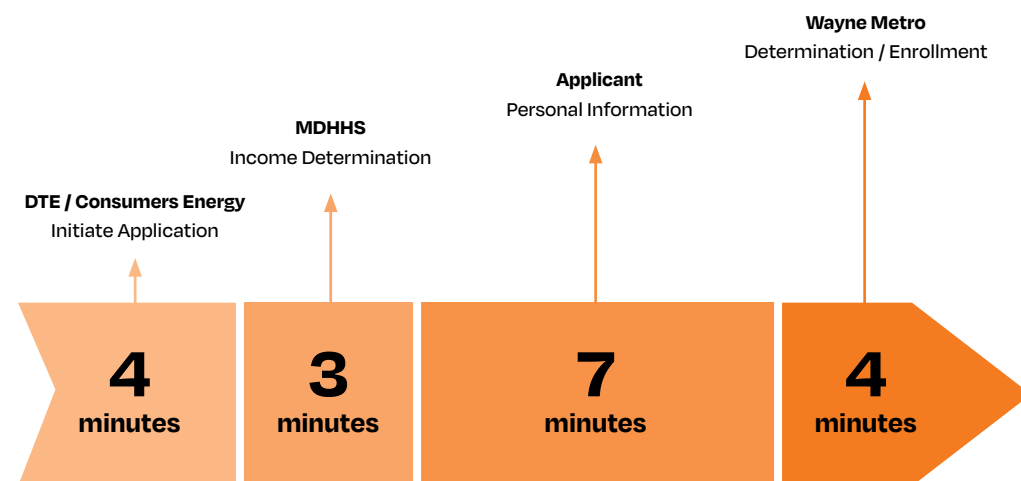 DTE / Consumers Energy
Initiate Application
MDHHS
Income Determination
Applicant
Personal Information
Wayne Metro
Determination / Enrollment
4
minutes
3
minutes
7
minutes
4
minutes